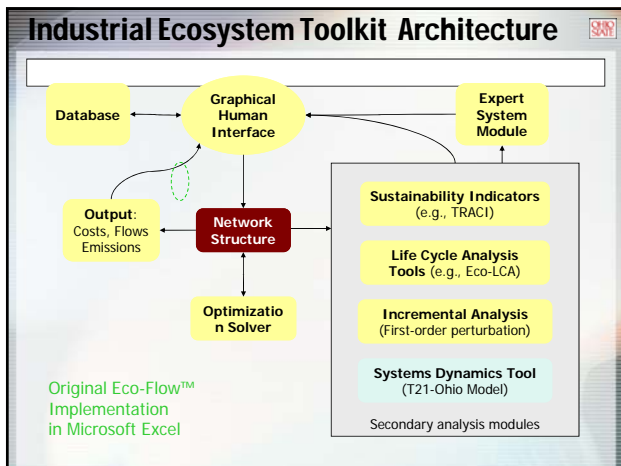 Industrial Ecosystem Toolkit Architecture
OHIO
STATE
Database
Graphical
Human
Interface
Expert
System
Module
Output:
Costs, Flows
Emissions
Network
Structure
Optimizatio
n Solver
Sustainability Indicators
(e.g., TRACI)
Life Cycle Analysis
Tools (e.g., Eco-LCA)
Incremental Analysis
(First-order perturbation)
Systems Dynamics Tool
(T21-Ohio Model)
Secondary analysis modules
Original Eco-Flow™
Implementation
in Microsoft Excel